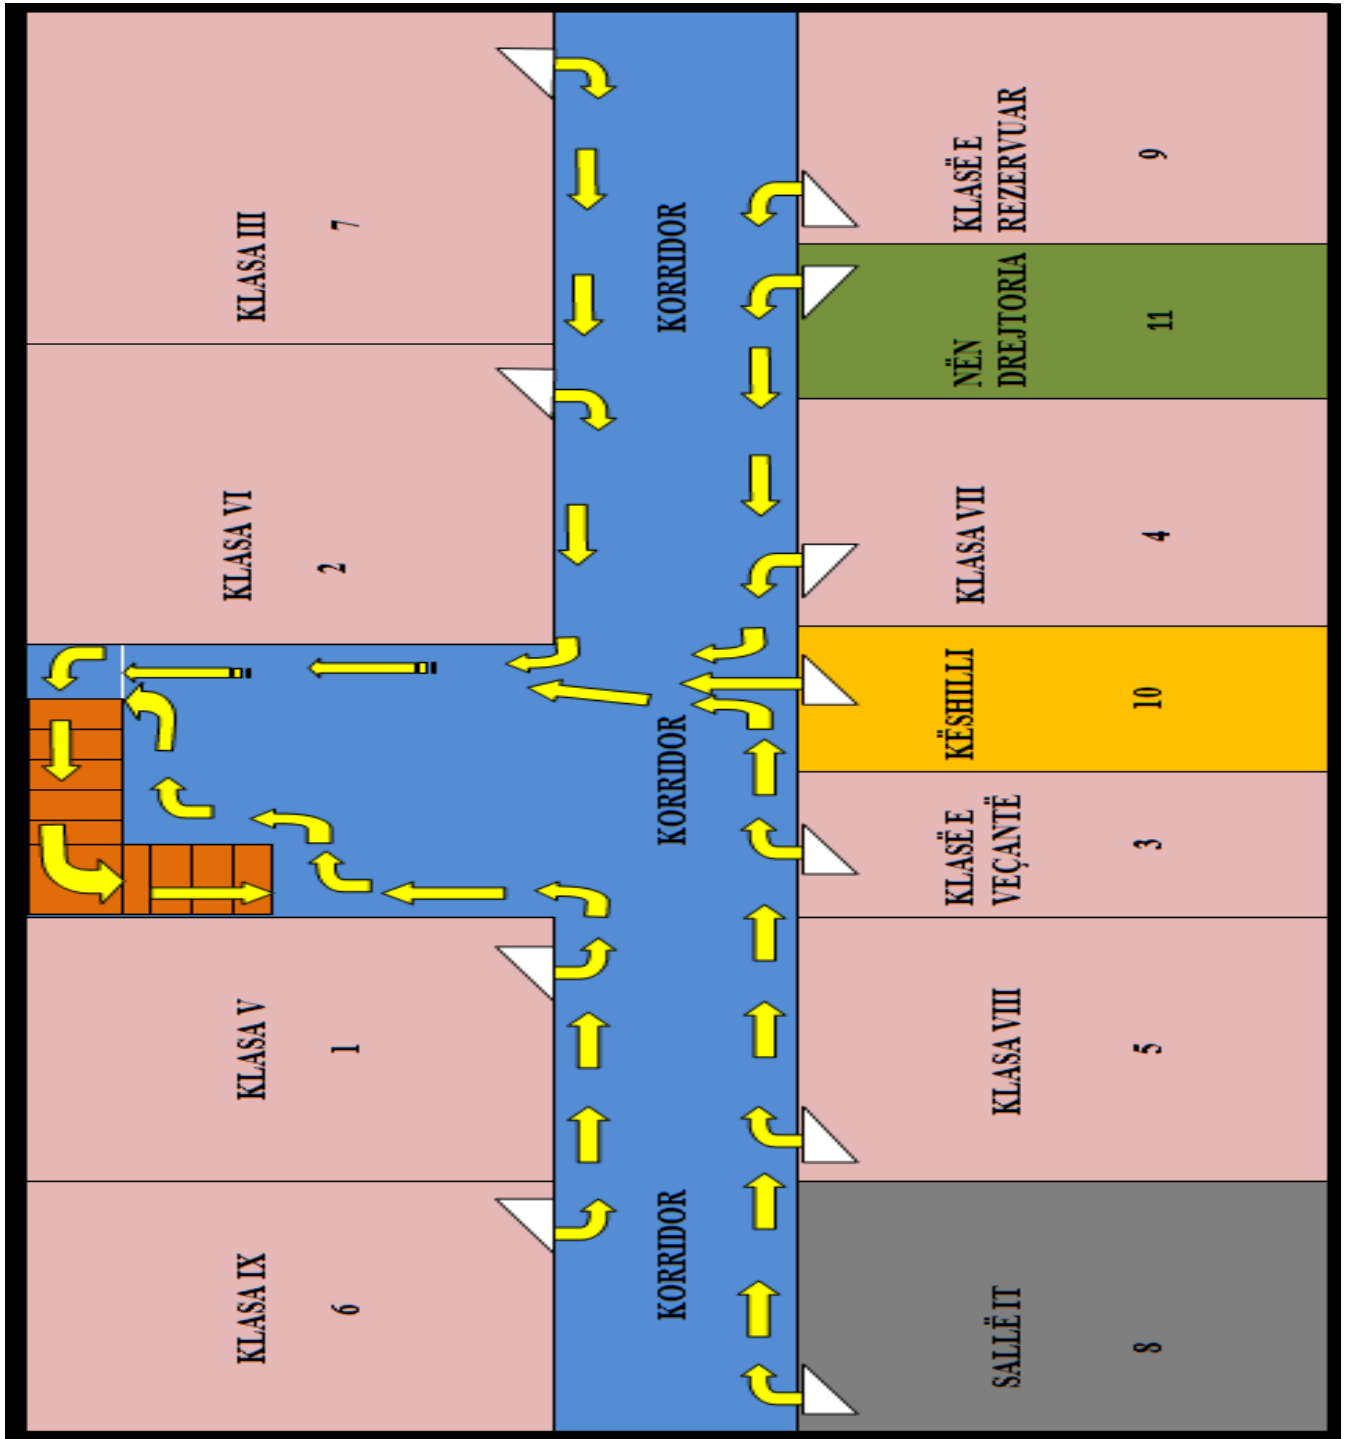 KLASA IX
6
KLASA V
1
KLASA VI
2
KLASA III
7
KORRIDOR
KORRIDOR
KORRIDOR
SALLË IT
8
KLASA VIII
5
KLASË E
VEÇANTË
3
KËSHILLI
10
KLASA VII
4
NËN
DREJTORIA
11
KLASË E
REZERVUAR
9